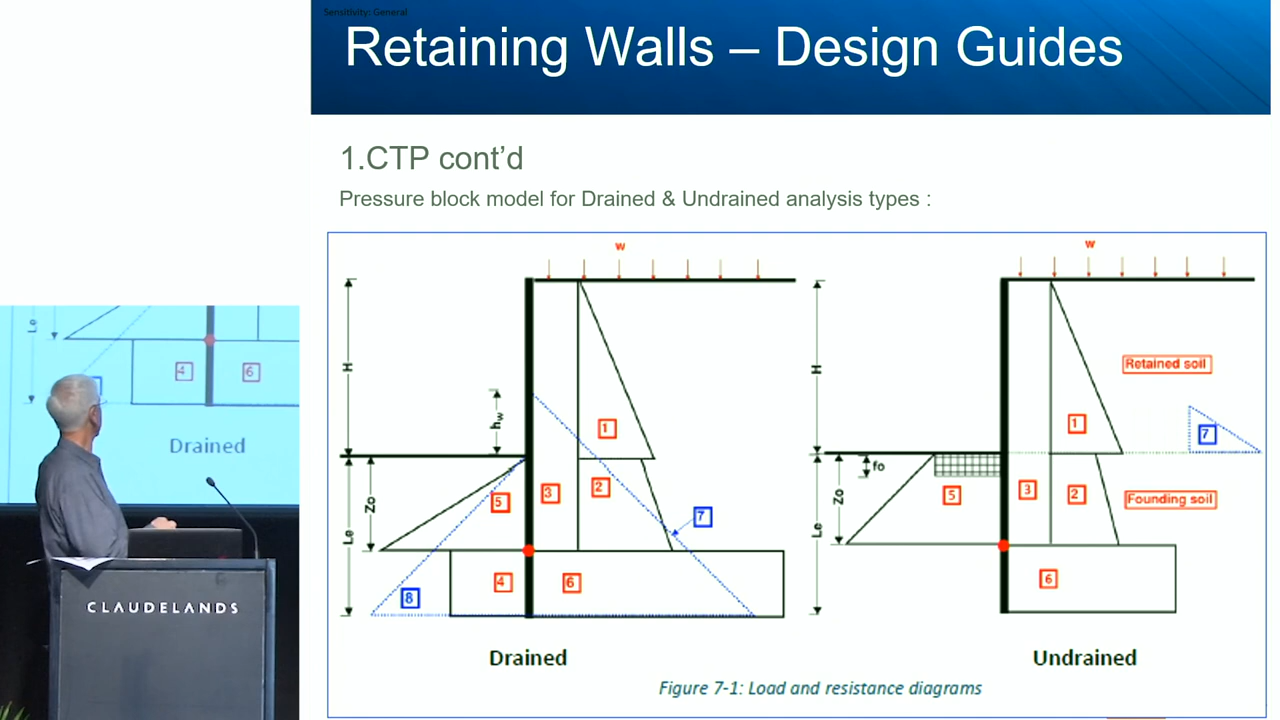 Sensitivity: General
Retaining Walls – Design Guides
1.CTP cont’d
Pressure block model for Drained & Undrained analysis types :
w
w
H
H
Retained soil
hw
1
1
7
Zo
5
3
2
7
Le
fo
Zo
5
3
2
Founding soil
Le
8
4
6
6
Drained
Undrained
Figure 7-1: Load and resistance diagrams
Le
4
6
Drained
CLAUDELANDS